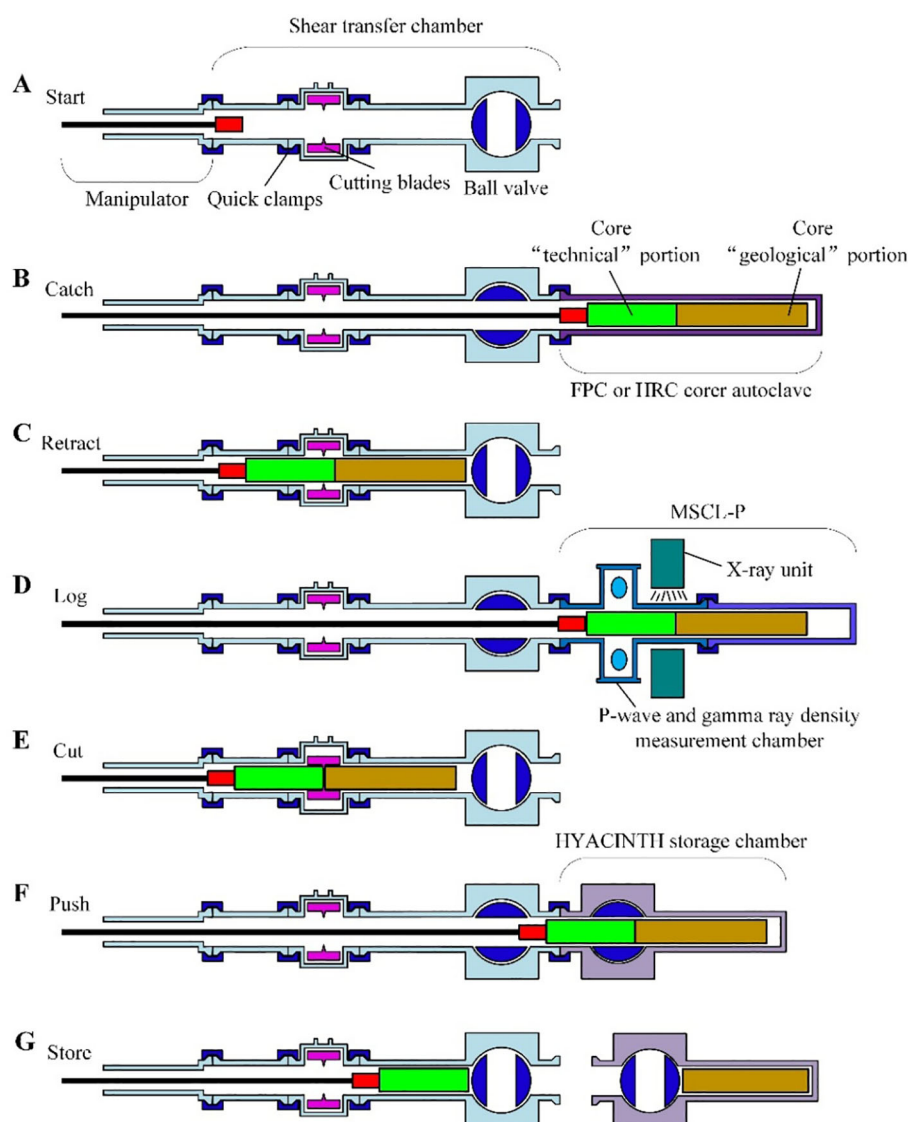 Shear transfer chamber
A
Start
Manipulator
Quick clamps
Cutting blades
Ball valve
Core
“technical” portion
Core
“geological” portion
B
Catch
FPC or HRC corer autoclave
C
Retract
MSCL-P
X-ray unit
D
Log
P-wave and gamma ray density
measurement chamber
E
Cut
HYACINTH storage chamber
F
Push
G
Store